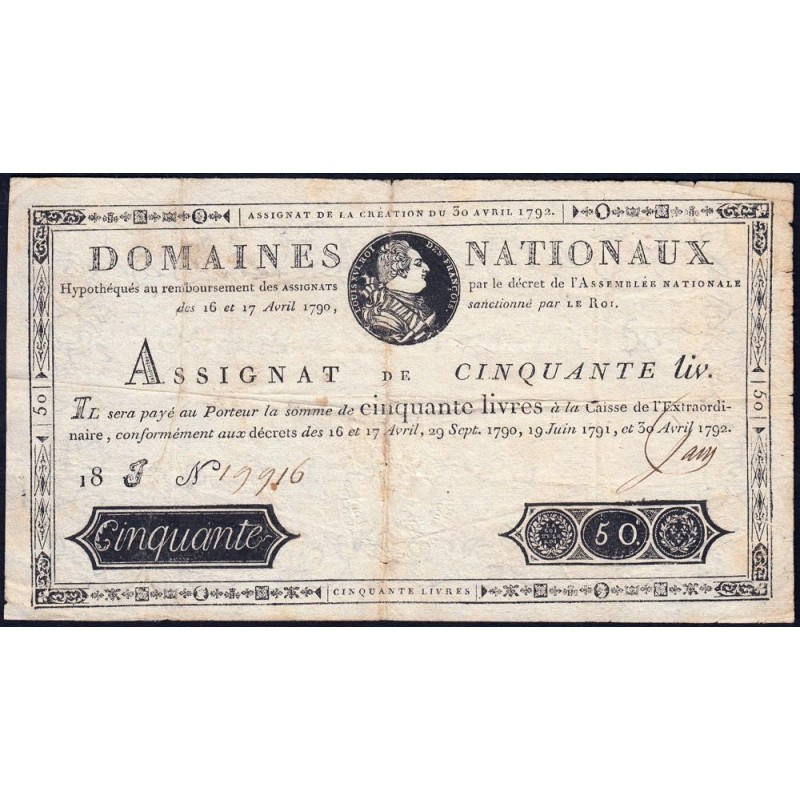 ASSIGNAT DE LA CRÉATION DU 30 AVRIL 1792.
DOMAINES NATIONAUX
LOUIS XVI ROI DES FRANÇOIS.
Hypothéqués au remboursement des ASSIGNATS par le décret de l'ASSEMBLÉE NATIONALE
des 16 et 17 Avril 1790, sanctionné par LE ROI.
ASSIGNAT DE CINQUANTE liv.
IL sera payé au Porteur la somme de cinquante livres à la Caisse de l'Extraordi-
naire, conformément aux décrets des 16 et 17 Avril, 29 Sept. 1790, 19 Juin 1791, et 30 Avril 1792.
18 J N 19916
Cinquante
50.
CINQUANTE LIVRES
50
50